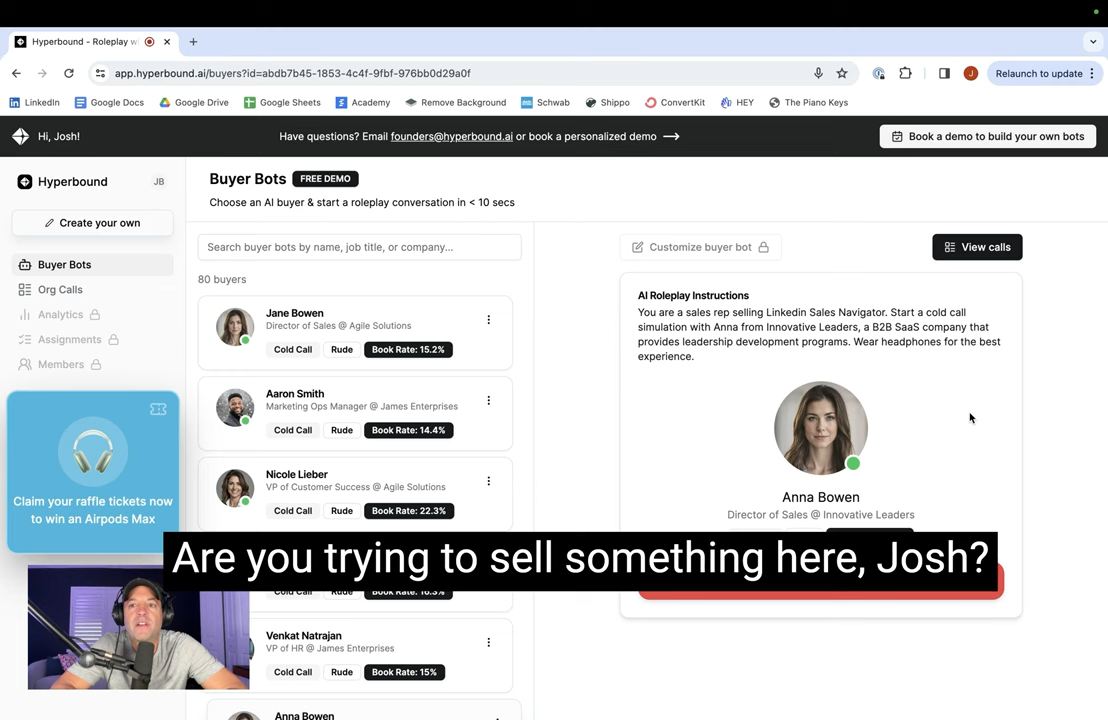 Hyperbound - Roleplay wi
app.hyperbound.ai/buyers?id=abdb7b45-1853-4c4f-9fbf-976bb0d29a0f
J
Relaunch to update
LinkedIn
Google Docs
Google Drive
Google Sheets
Academy
Remove Background
Schwab
Shippo
ConvertKit
HEY
The Piano Keys
Hi, Josh!
Have questions? Email founders@hyperbound.ai or book a personalized demo
Book a demo to build your own bots
Hyperbound
JB
Create your own
Buyer Bots
Org Calls
Analytics
Assignments
Members
Claim your raffle tickets now
to win an Airpods Max
Buyer Bots
FREE DEMO
Choose an AI buyer & start a roleplay conversation in < 10 secs
Search buyer bots by name, job title, or company...
80 buyers
Jane Bowen
Director of Sales @ Agile Solutions
Cold Call
Rude
Book Rate: 15.2%
Aaron Smith
Marketing Ops Manager @ James Enterprises
Cold Call
Rude
Book Rate: 14.4%
Nicole Lieber
VP of Customer Success @ Agile Solutions
Cold Call
Rude
Book Rate: 22.3%
Venkat Natrajan
VP of HR @ James Enterprises
Cold Call
Rude
Book Rate: 15%
Anna Bowen
Customize buyer bot
View calls
AI Roleplay Instructions
You are a sales rep selling Linkedin Sales Navigator. Start a cold call
simulation with Anna from Innovative Leaders, a B2B SaaS company that
provides leadership development programs. Wear headphones for the best
experience.
Anna Bowen
Director of Sales @ Innovative Leaders
Are you trying to sell something here, Josh?